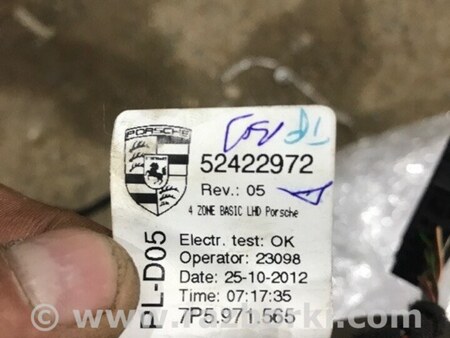 PORSCHE
52422972
Rev.: 05
4 ZONE BASIC LHD Porsche
PL-D05
Electr. test: OK
Operator: 23098
Date: 25-10-2012
Time: 07:17:35
7P5.971.565